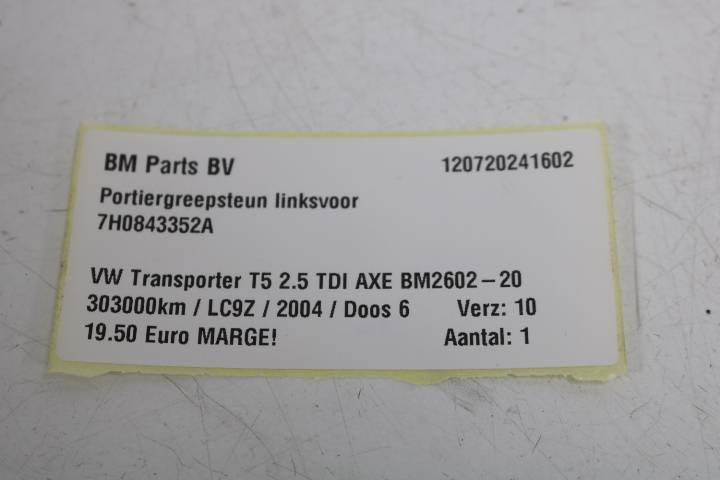 BM Parts BV 120720241602
Portiergreepsteun linksvoor
7H0843352A
VW Transporter T5 2.5 TDI AXE BM2602-20
303000km / LC9Z / 2004 / Doos 6 Verz: 10
19.50 Euro MARGE! Aantal: 1